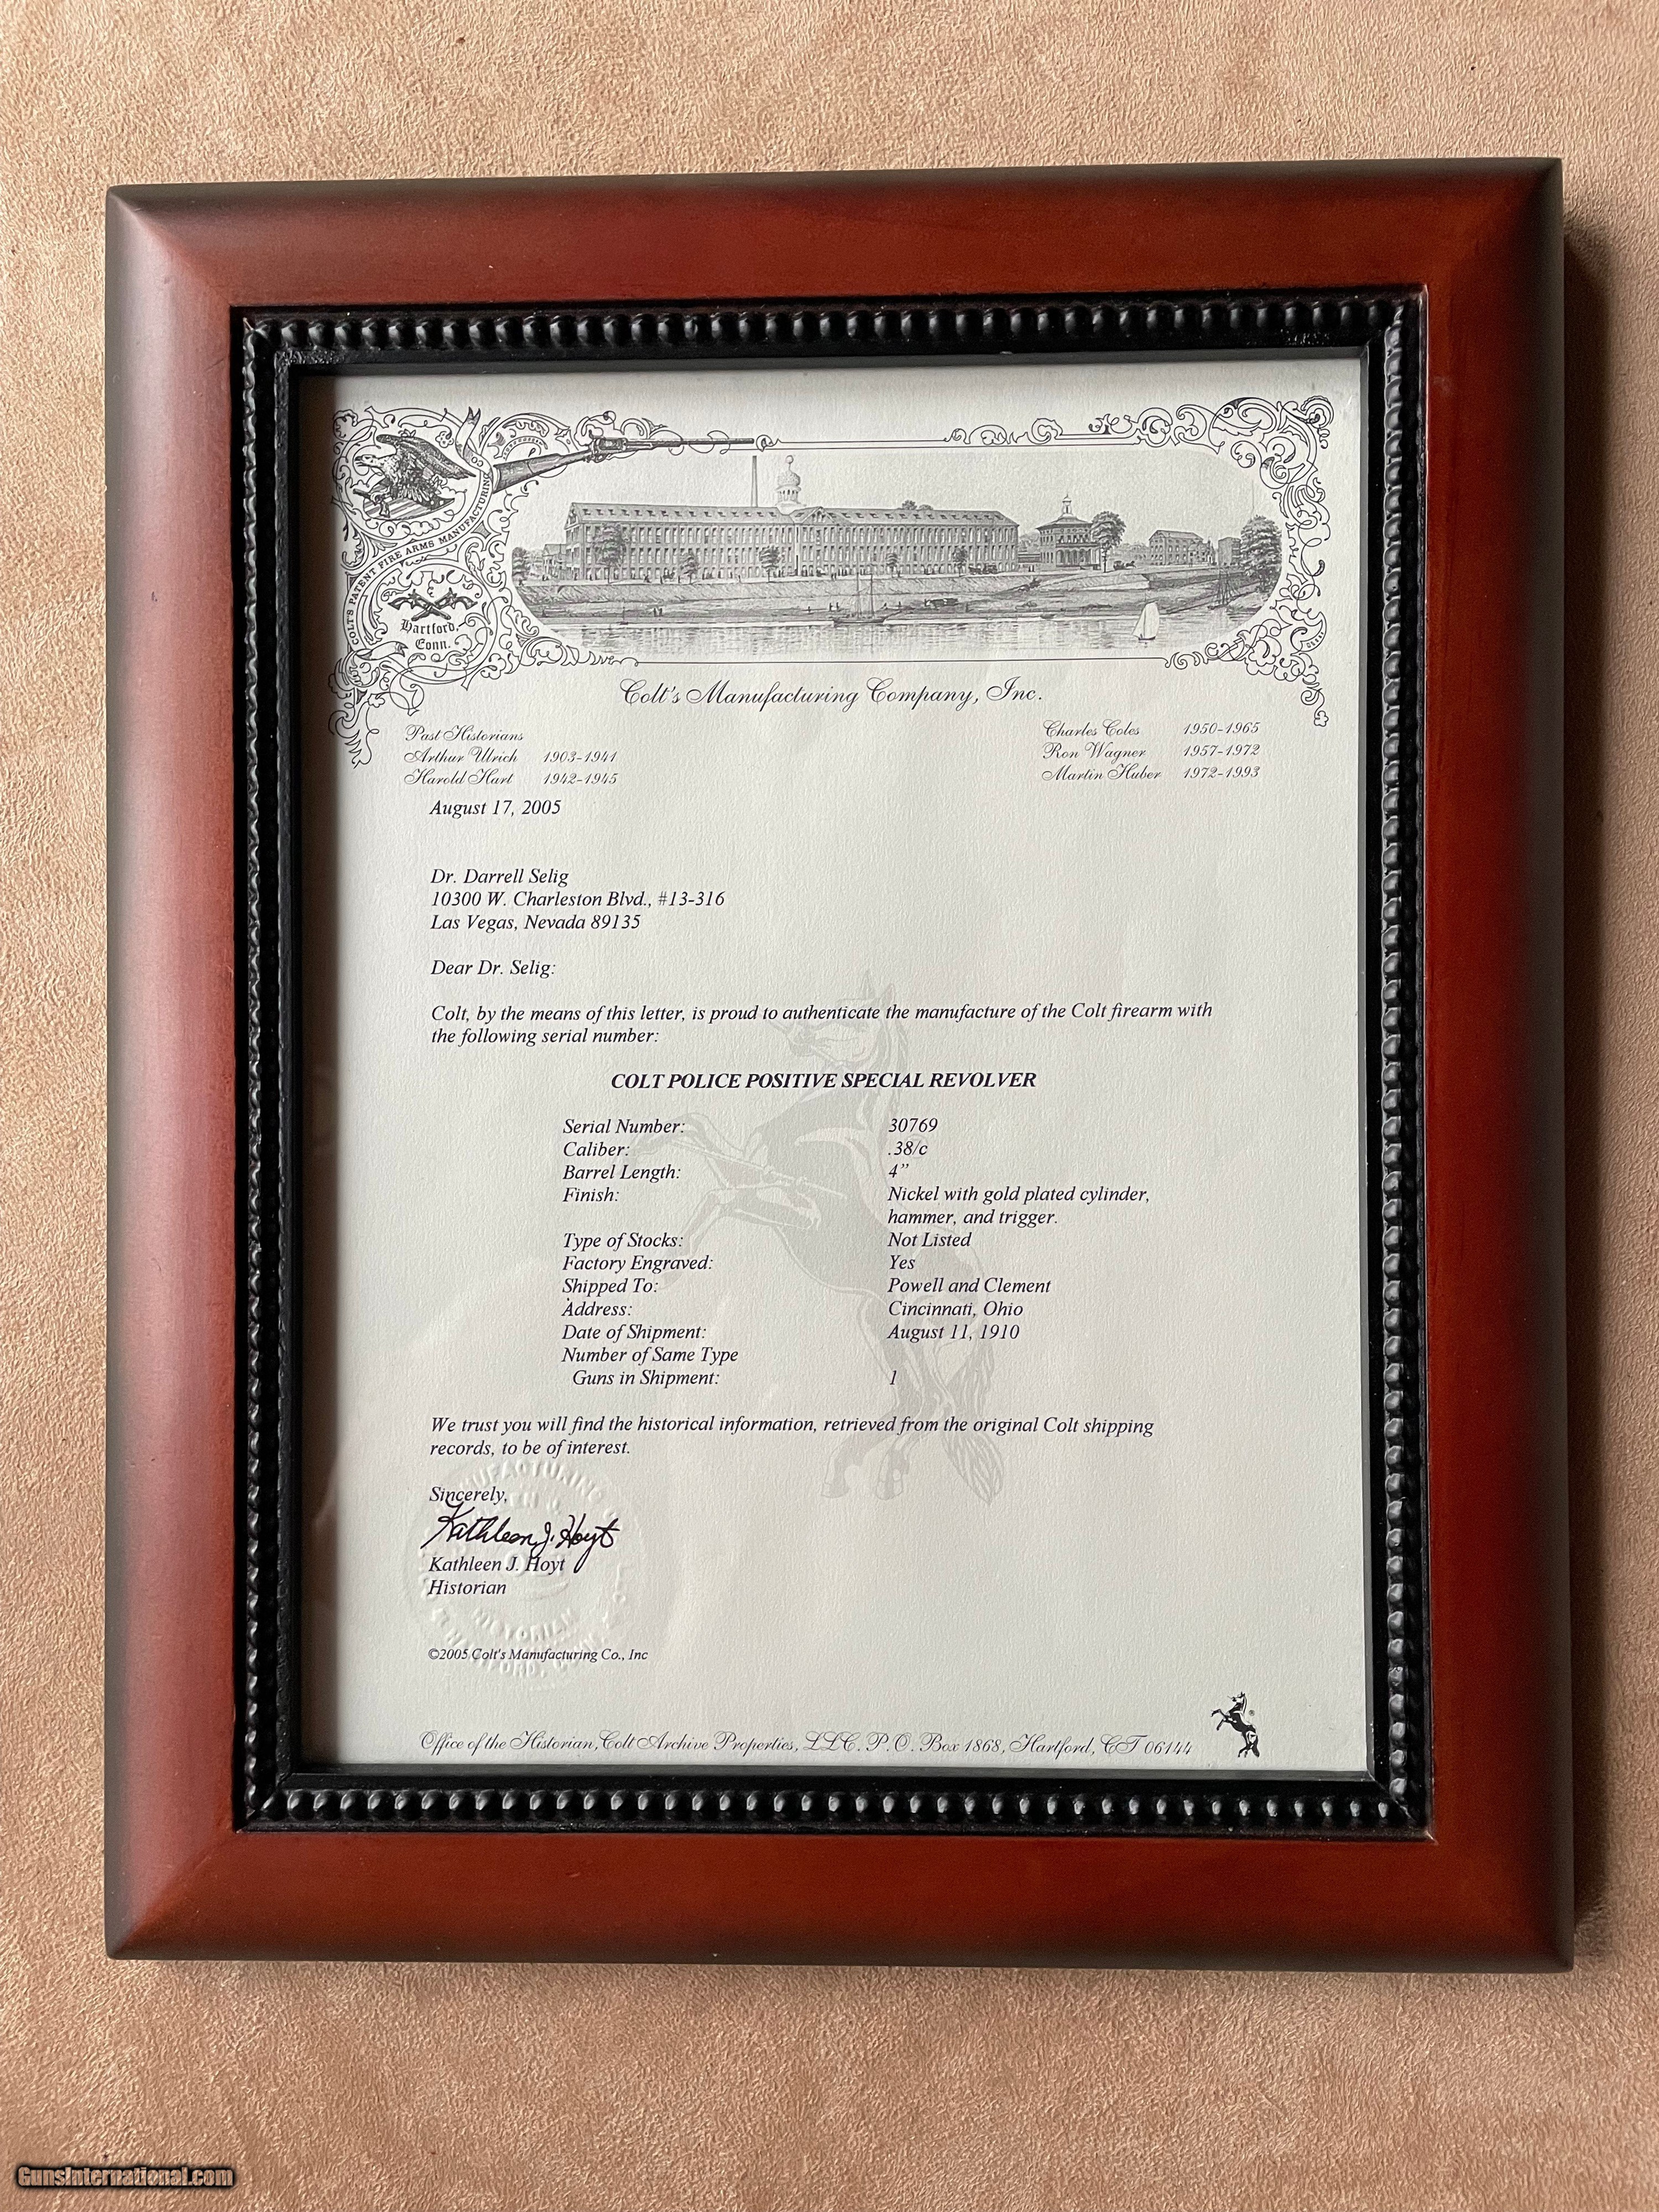 COLT'S PATENT FIRE ARMS MANUFACTURING CO
Hartford,
Conn.
Colt's Manufacturing Company, Inc.
Past Historians
Arthur Ulrich 1903-1941
Harold Hart 1942-1945
Charles Coles 1950-1965
Ron Wagner 1957-1972
Martin Huber 1972-1993
August 17, 2005
Dr. Darrell Selig
10300 W. Charleston Blvd., #13-316
Las Vegas, Nevada 89135
Dear Dr. Selig:
Colt, by the means of this letter, is proud to authenticate the manufacture of the Colt firearm with
the following serial number:
COLT POLICE POSITIVE SPECIAL REVOLVER
Serial Number: 30769
Caliber: .38/c
Barrel Length: 4”
Finish: Nickel with gold plated cylinder,
hammer, and trigger.
Type of Stocks: Not Listed
Factory Engraved: Yes
Shipped To: Powell and Clement
Address: Cincinnati, Ohio
Date of Shipment: August 11, 1910
Number of Same Type
Guns in Shipment: 1
We trust you will find the historical information, retrieved from the original Colt shipping
records, to be of interest.
Sincerely,
Kathleen J. Hoyt
Kathleen J. Hoyt
Historian
HISTORIAN
©2005 Colt's Manufacturing Co., Inc
Office of the Historian, Colt Archive Properties, LLC. P.O. Box 1868, Hartford, CT 06144
GunsInternational.com